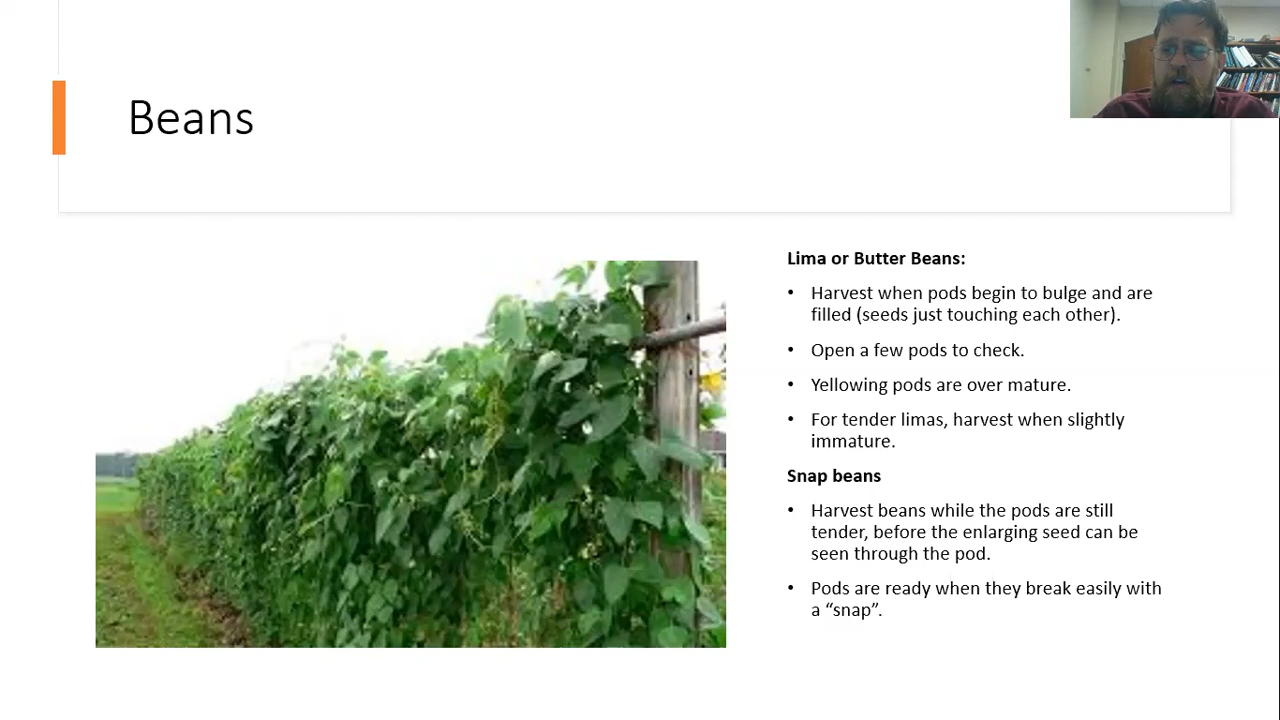 Beans
Lima or Butter Beans:
• Harvest when pods begin to bulge and are
filled (seeds just touching each other).
• Open a few pods to check.
• Yellowing pods are over mature.
• For tender limas, harvest when slightly
immature.
Snap beans
• Harvest beans while the pods are still
tender, before the enlarging seed can be
seen through the pod.
• Pods are ready when they break easily with
a “snap”.